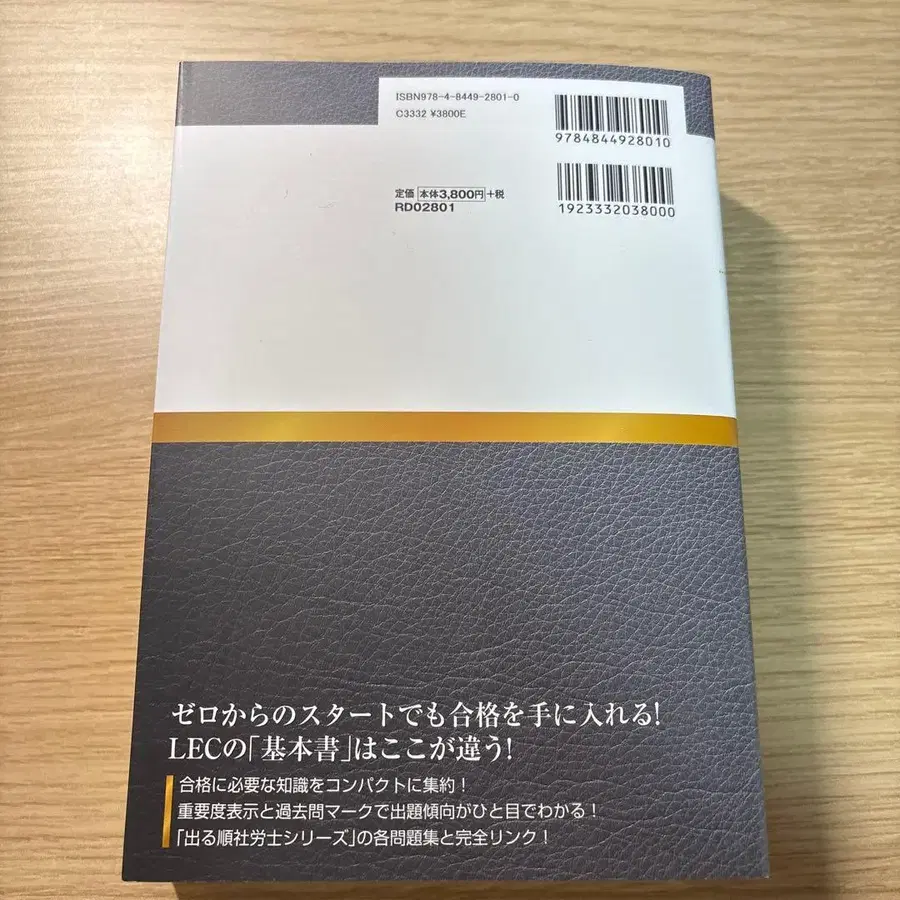 ISBN978-4-8449-2801-0
C3332 ¥3800E
9784844928010
定価 本体3,800円+税
RD02801
1923332038000
ゼロからのスタートでも合格を手に入れる!
LECの「基本書」はここが違う!
合格に必要な知識をコンパクトに集約!
重要度表示と過去問マークで出題傾向がひと目でわかる!
「出る順社労士シリーズ」の各問題集と完全リンク!